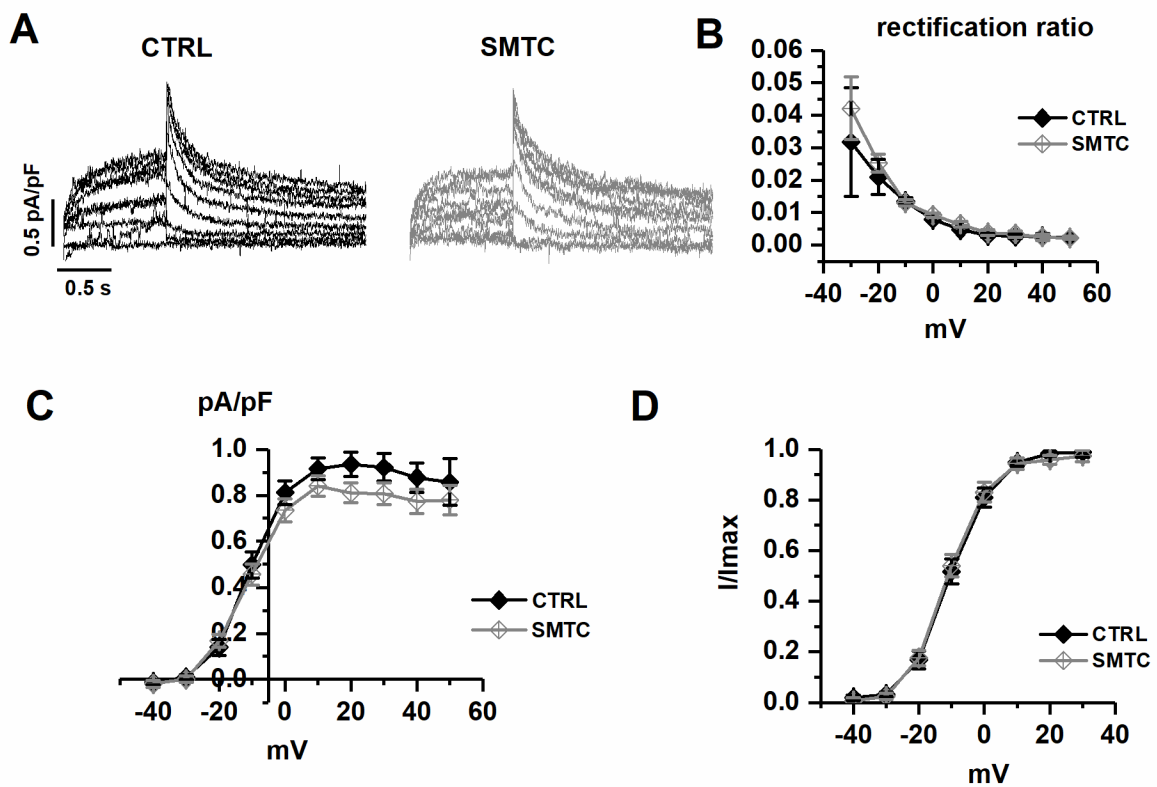 A
CTRL
SMTC
0.5 pA/pF
0.5 s
B
rectification ratio
0.06
0.05
0.04
0.03
0.02
0.01
0.00
-40 -20 0 20 40 60
mV
CTRL
SMTC
C
pA/pF
1.0
0.8
0.6
0.4
0.2
0.0
-40 -20 0 20 40 60
mV
CTRL
SMTC
D
I/Imax
1.0
0.8
0.6
0.4
0.2
0.0
-40 -20 0 20 40
mV
CTRL
SMTC